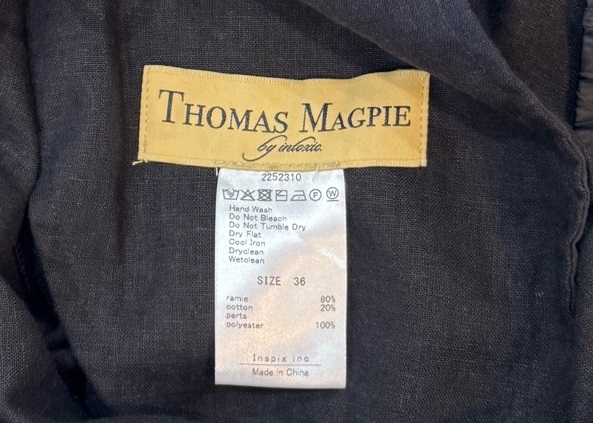 THOMAS MAGPIE
by intoxic.
2252310
F W
Hand Wash
Do Not Bleach
Do Not Tumble Dry
Dry Flat
Cool Iron
Dryclean
Wetclean
SIZE 36
ramie 80%
cotton 20%
parts
polyester 100%
Inspix inc
Made in China